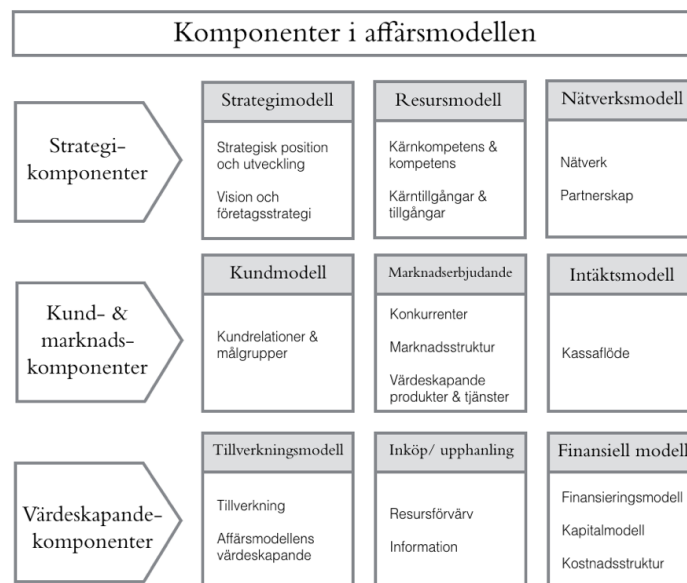 Komponenter i affärsmodellen
Strategi-
komponenter
Strategimodell
Strategisk position
och utveckling
Vision och
företagsstrategi
Resursmodell
Kärnkompetens &
kompetens
Kärntillgångar &
tillgångar
Nätverksmodell
Nätverk
Partnerskap
Kund- &
marknads-
komponenter
Kundmodell
Kundrelationer &
målgrupper
Marknadserbjudande
Konkurrenter
Marknadsstruktur
Värdeskapande
produkter & tjänster
Intäktsmodell
Kassaflöde
Värdeskapande-
komponenter
Tillverkningsmodell
Tillverkning
Affärsmodellens
värdeskapande
Inköp/ upphanling
Resursförvärv
Information
Finansiell modell
Finansieringsmodell
Kapitalmodell
Kostnadsstruktur